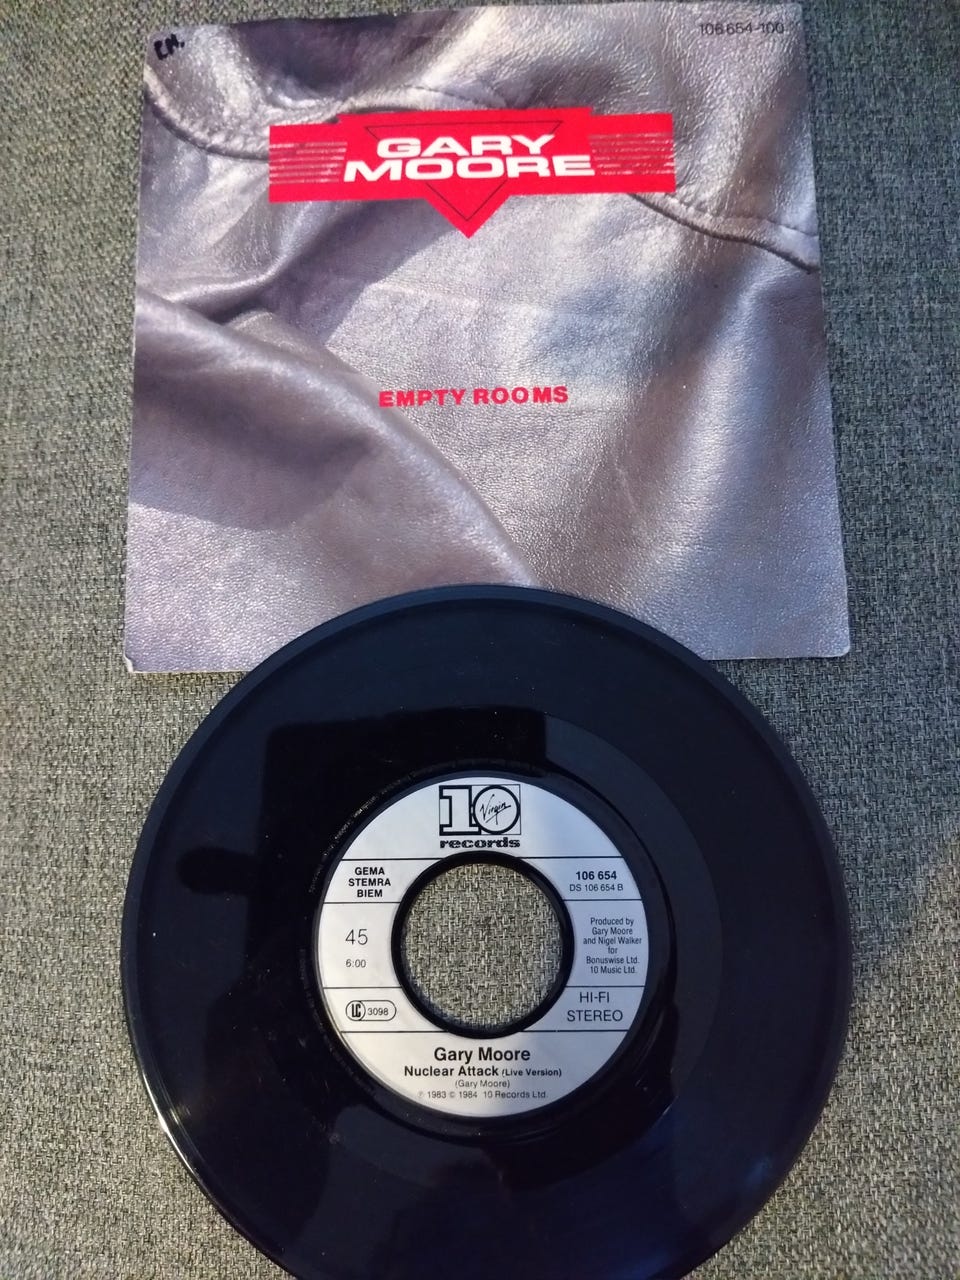 L.M.
106 654-100
GARY
MOORE
EMPTY ROOMS
10
Virgin
records
GEMA
STEMRA
BIEM
45
6:00
LC 3098
106 654
DS 106 654 B
Produced by
Gary Moore
and Nigel Walker
for
Bonuswise Ltd.
10 Music Ltd.
HI-FI
STEREO
Gary Moore
Nuclear Attack (Live Version)
(Gary Moore)
℗ 1983 © 1984 10 Records Ltd.